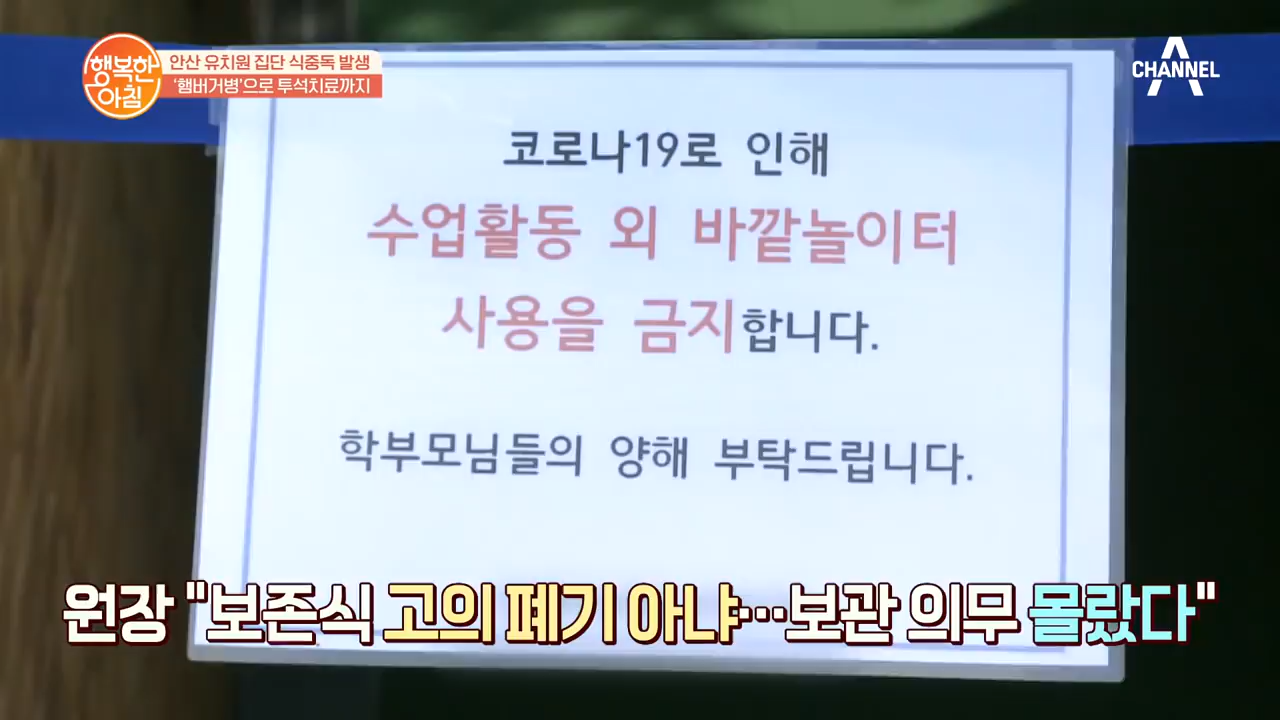 행복한
아침
안산 유치원 집단 식중독 발생
'햄버거병'으로 투석치료까지
CHANNEL A
코로나19로 인해
수업활동 외 바깥놀이터
사용을 금지합니다.
학부모님들의 양해 부탁드립니다.
원장 "보존식 고의 폐기 아냐…보관 의무 몰랐다"